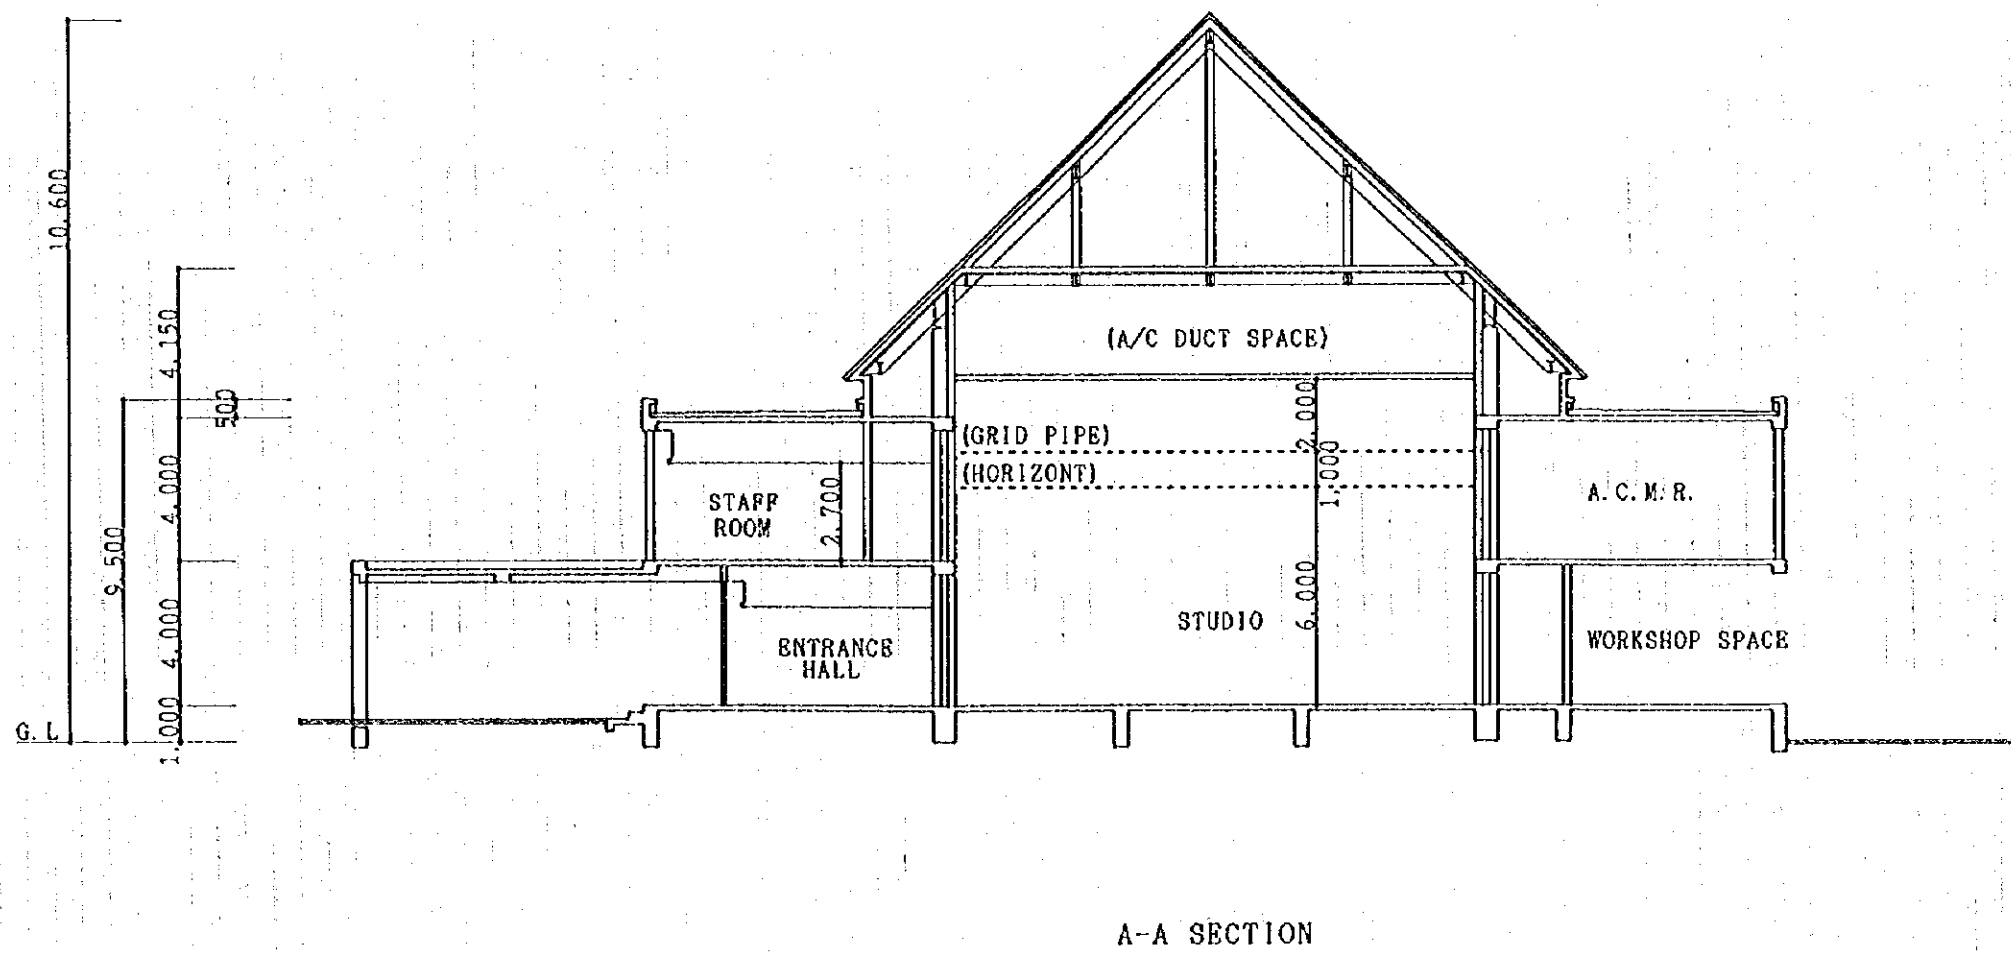 10.600
4.150
(A/C DUCT SPACE)
500
2.000
(GRID PIPE)
(HORIZONT)
1.000
4.000
STAFF
ROOM
2.700
A.C.M.R.
9.500
6.000
STUDIO
4.000
ENTRANCE
HALL
WORKSHOP SPACE
G.L
1.000
A-A SECTION